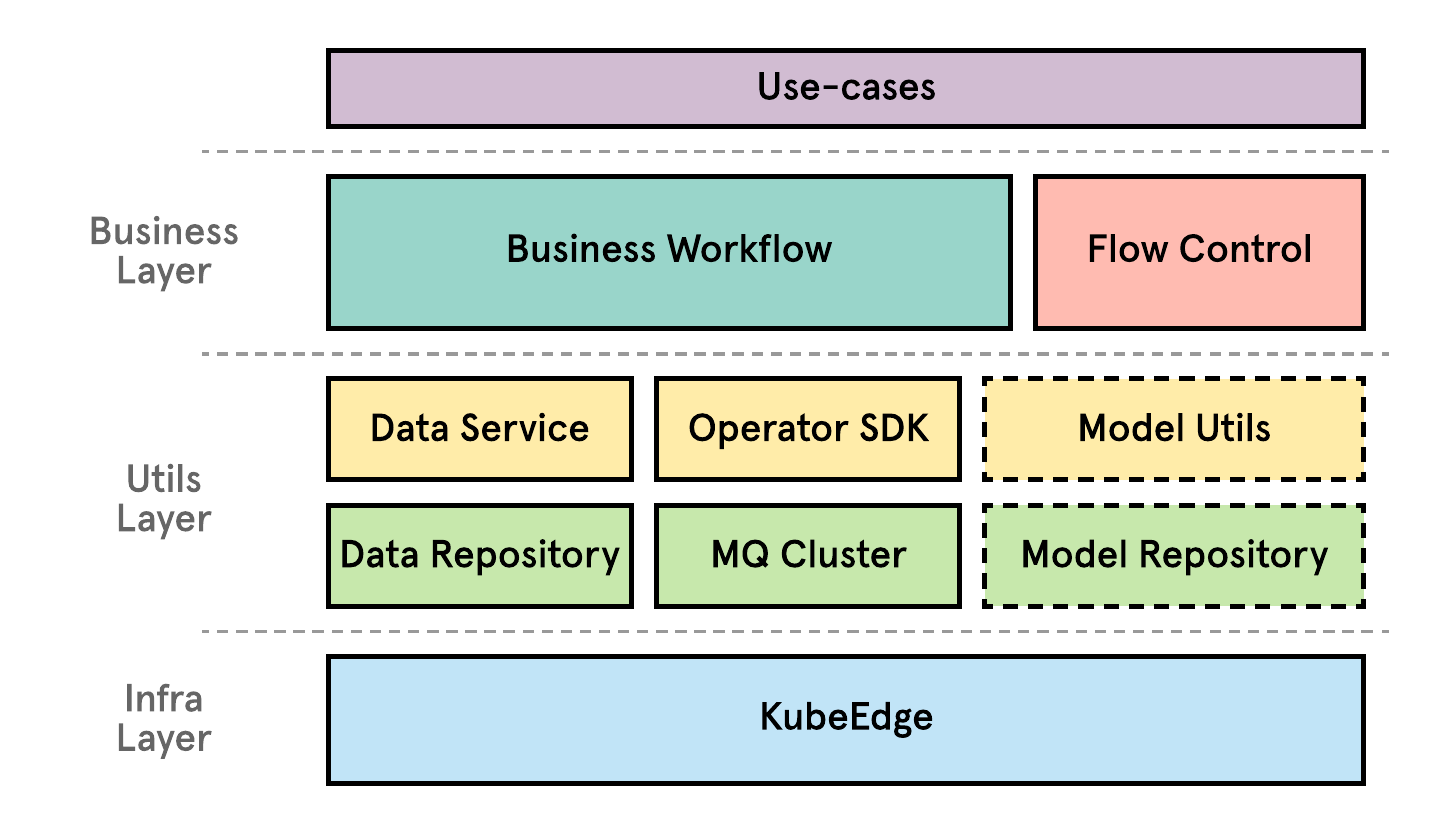 Use-cases
Business
Layer
Business Workflow
Flow Control
Utils
Layer
Data Service
Operator SDK
Model Utils
Data Repository
MQ Cluster
Model Repository
Infra
Layer
KubeEdge